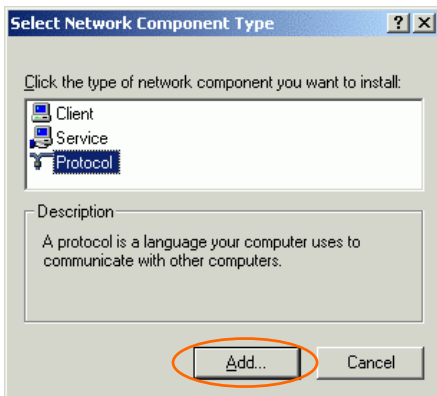 Select Network Component Type
Click the type of network component you want to install:
Client
Service
Protocol
Description
A protocol is a language your computer uses to
communicate with other computers.
Add...
Cancel